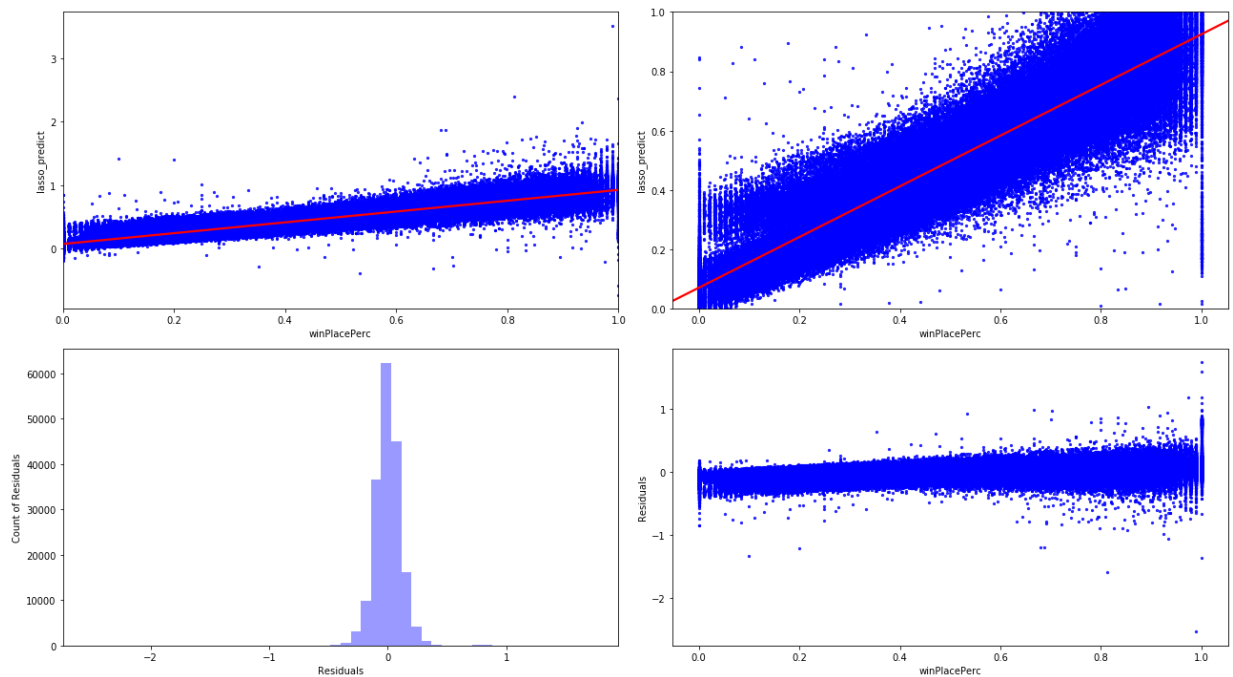 3
2
1
0
lasso_predict
0.0 0.2 0.4 0.6 0.8 1.0
winPlacePerc
1.0
0.8
0.6
0.4
0.2
0.0
lasso_predict
0.0 0.2 0.4 0.6 0.8 1.0
winPlacePerc
60000
50000
40000
30000
20000
10000
0
Count of Residuals
−2 −1 0 1
Residuals
1
0
−1
−2
Residuals
0.0 0.2 0.4 0.6 0.8 1.0
winPlacePerc